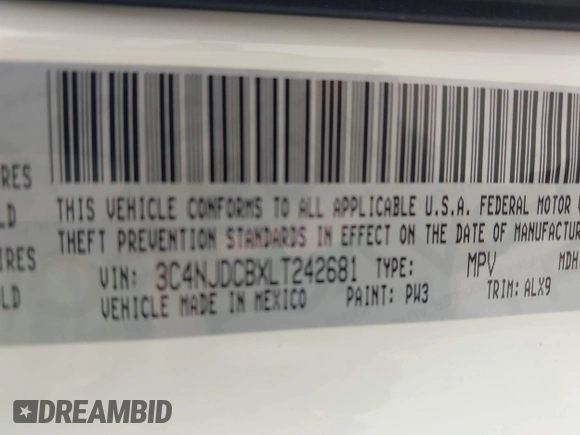 THIS VEHICLE CONFORMS TO ALL APPLICABLE U.S.A. FEDERAL MOTOR
THEFT PREVENTION STANDARDS IN EFFECT ON THE DATE OF MANUFACTUR
VIN: 3C4NJDCBXLT242681 TYPE: MPV MDH
VEHICLE MADE IN MEXICO PAINT: PW3 TRIM: ALX9
RES
LD
IRES
LD
DREAMBID